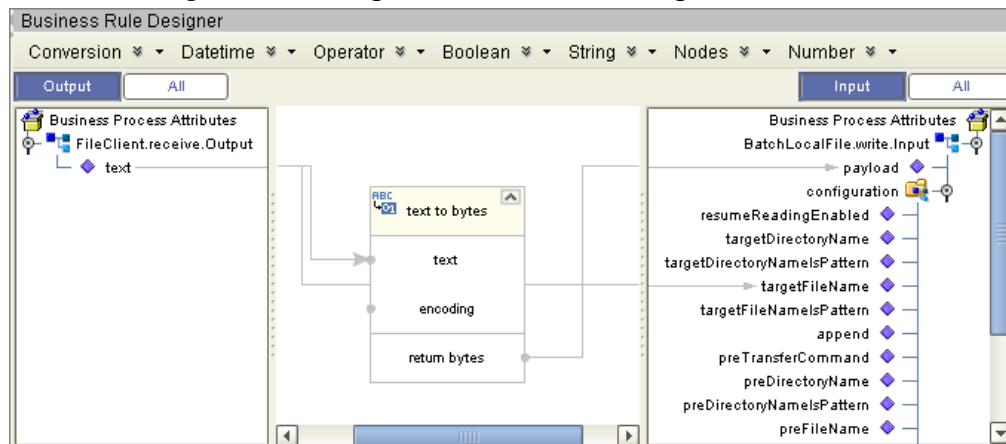 Business Rule Designer
Conversion Datetime Operator Boolean String Nodes Number
Output All Input All
Business Process Attributes
FileClient.receive.Output
text
ABC
01
text to bytes
text
encoding
return bytes
Business Process Attributes
BatchLocalFile.write.Input
payload
configuration
resumeReadingEnabled
targetDirectoryName
targetDirectoryNameIsPattern
targetFileName
targetFileNameIsPattern
append
preTransferCommand
preDirectoryName
preDirectoryNameIsPattern
preFileName